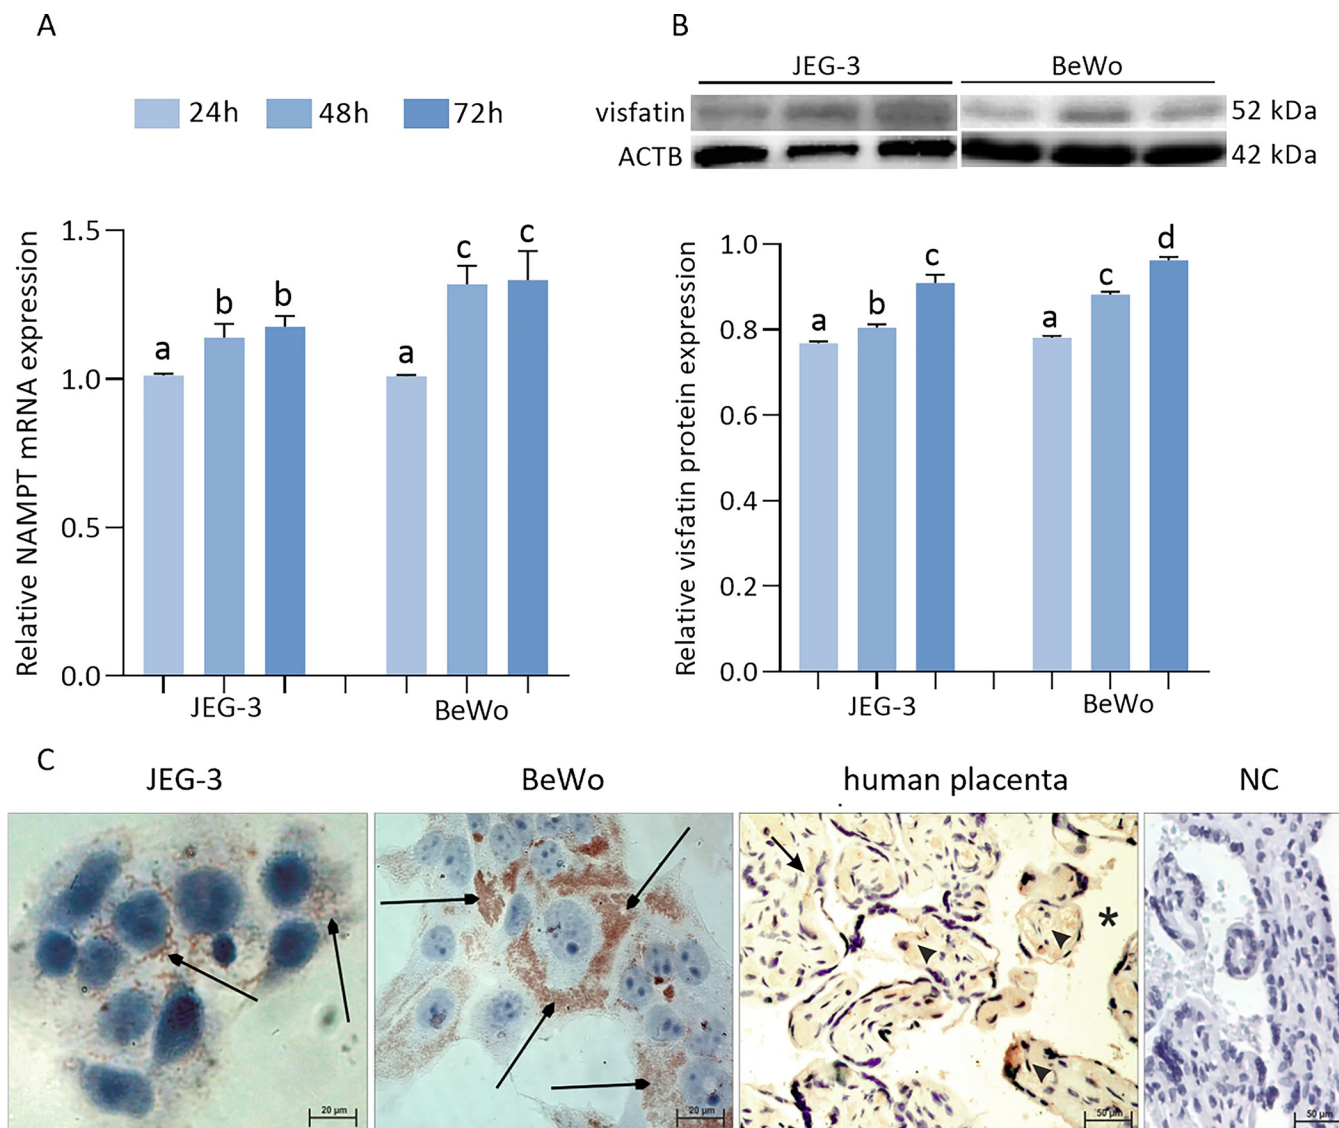 A
24h 48h 72h
Relative NAMPT mRNA expression
1.5
1.0
0.5
0.0
a b b a c c
JEG-3 BeWo
B
JEG-3 BeWo
visfatin 52 kDa
ACTB 42 kDa
Relative visfatin protein expression
1.0
0.8
0.6
0.4
0.2
0.0
a b c a c d
JEG-3 BeWo
C
JEG-3 BeWo human placenta NC
*
20 µm 20 µm 50 µm 50 µm